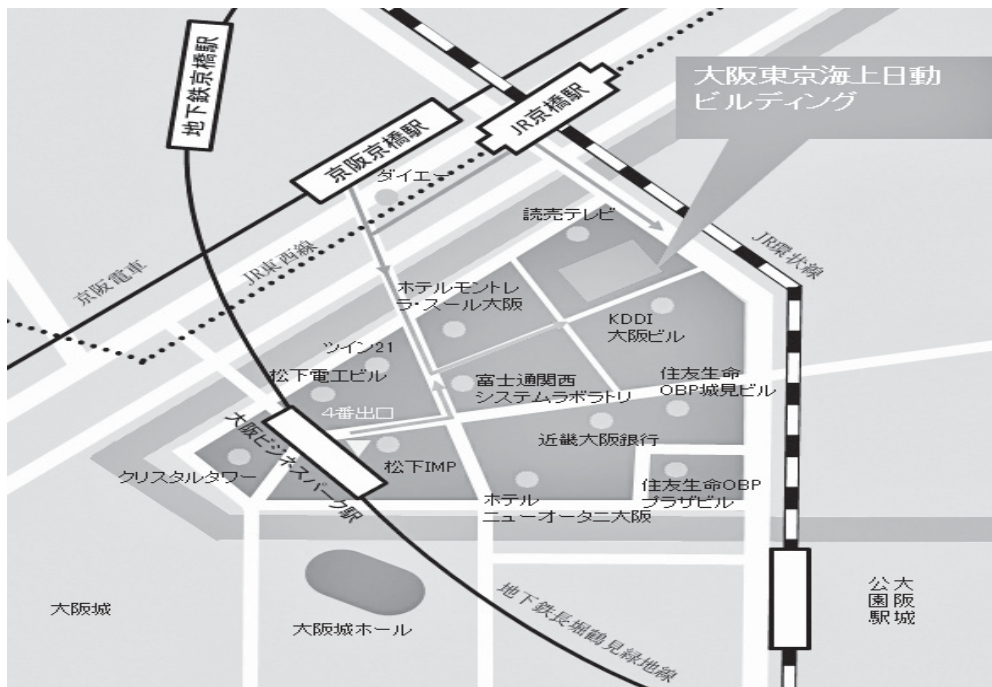 地下鉄京橋駅
京阪京橋駅
JR京橋駅
大阪東京海上日動
ビルディング
ダイエー
読売テレビ
JR環状線
京阪電車
JR東西線
ホテルモントレ
ラ・スール大阪
KDDI
大阪ビル
ツイン21
松下電工ビル
富士通関西
システムラボラトリ
住友生命
OBP城見ビル
4番出口
大阪ビジネスパーク駅
近畿大阪銀行
クリスタルタワー
松下IMP
ホテル
ニューオータニ大阪
住友生命OBP
プラザビル
大阪城
大阪城ホール
地下鉄長堀鶴見緑地線
大阪城
公園駅